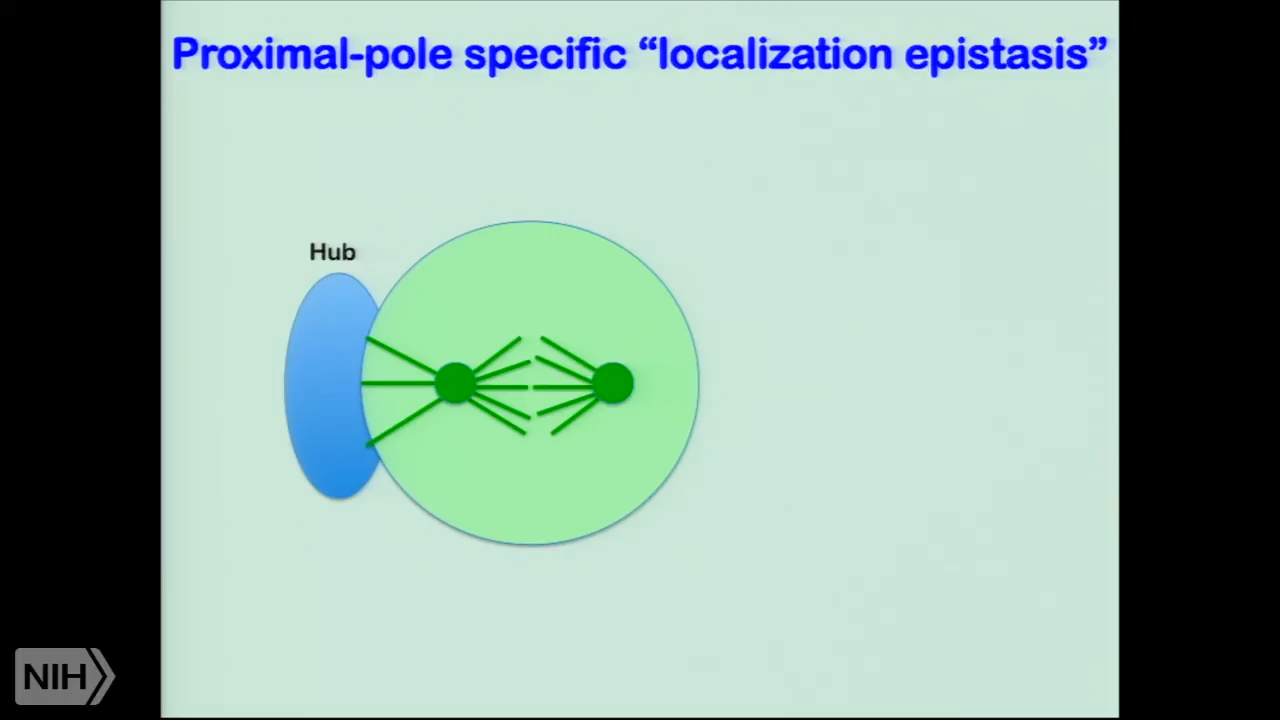 Proximal-pole specific “localization epistasis”
Hub
NIH